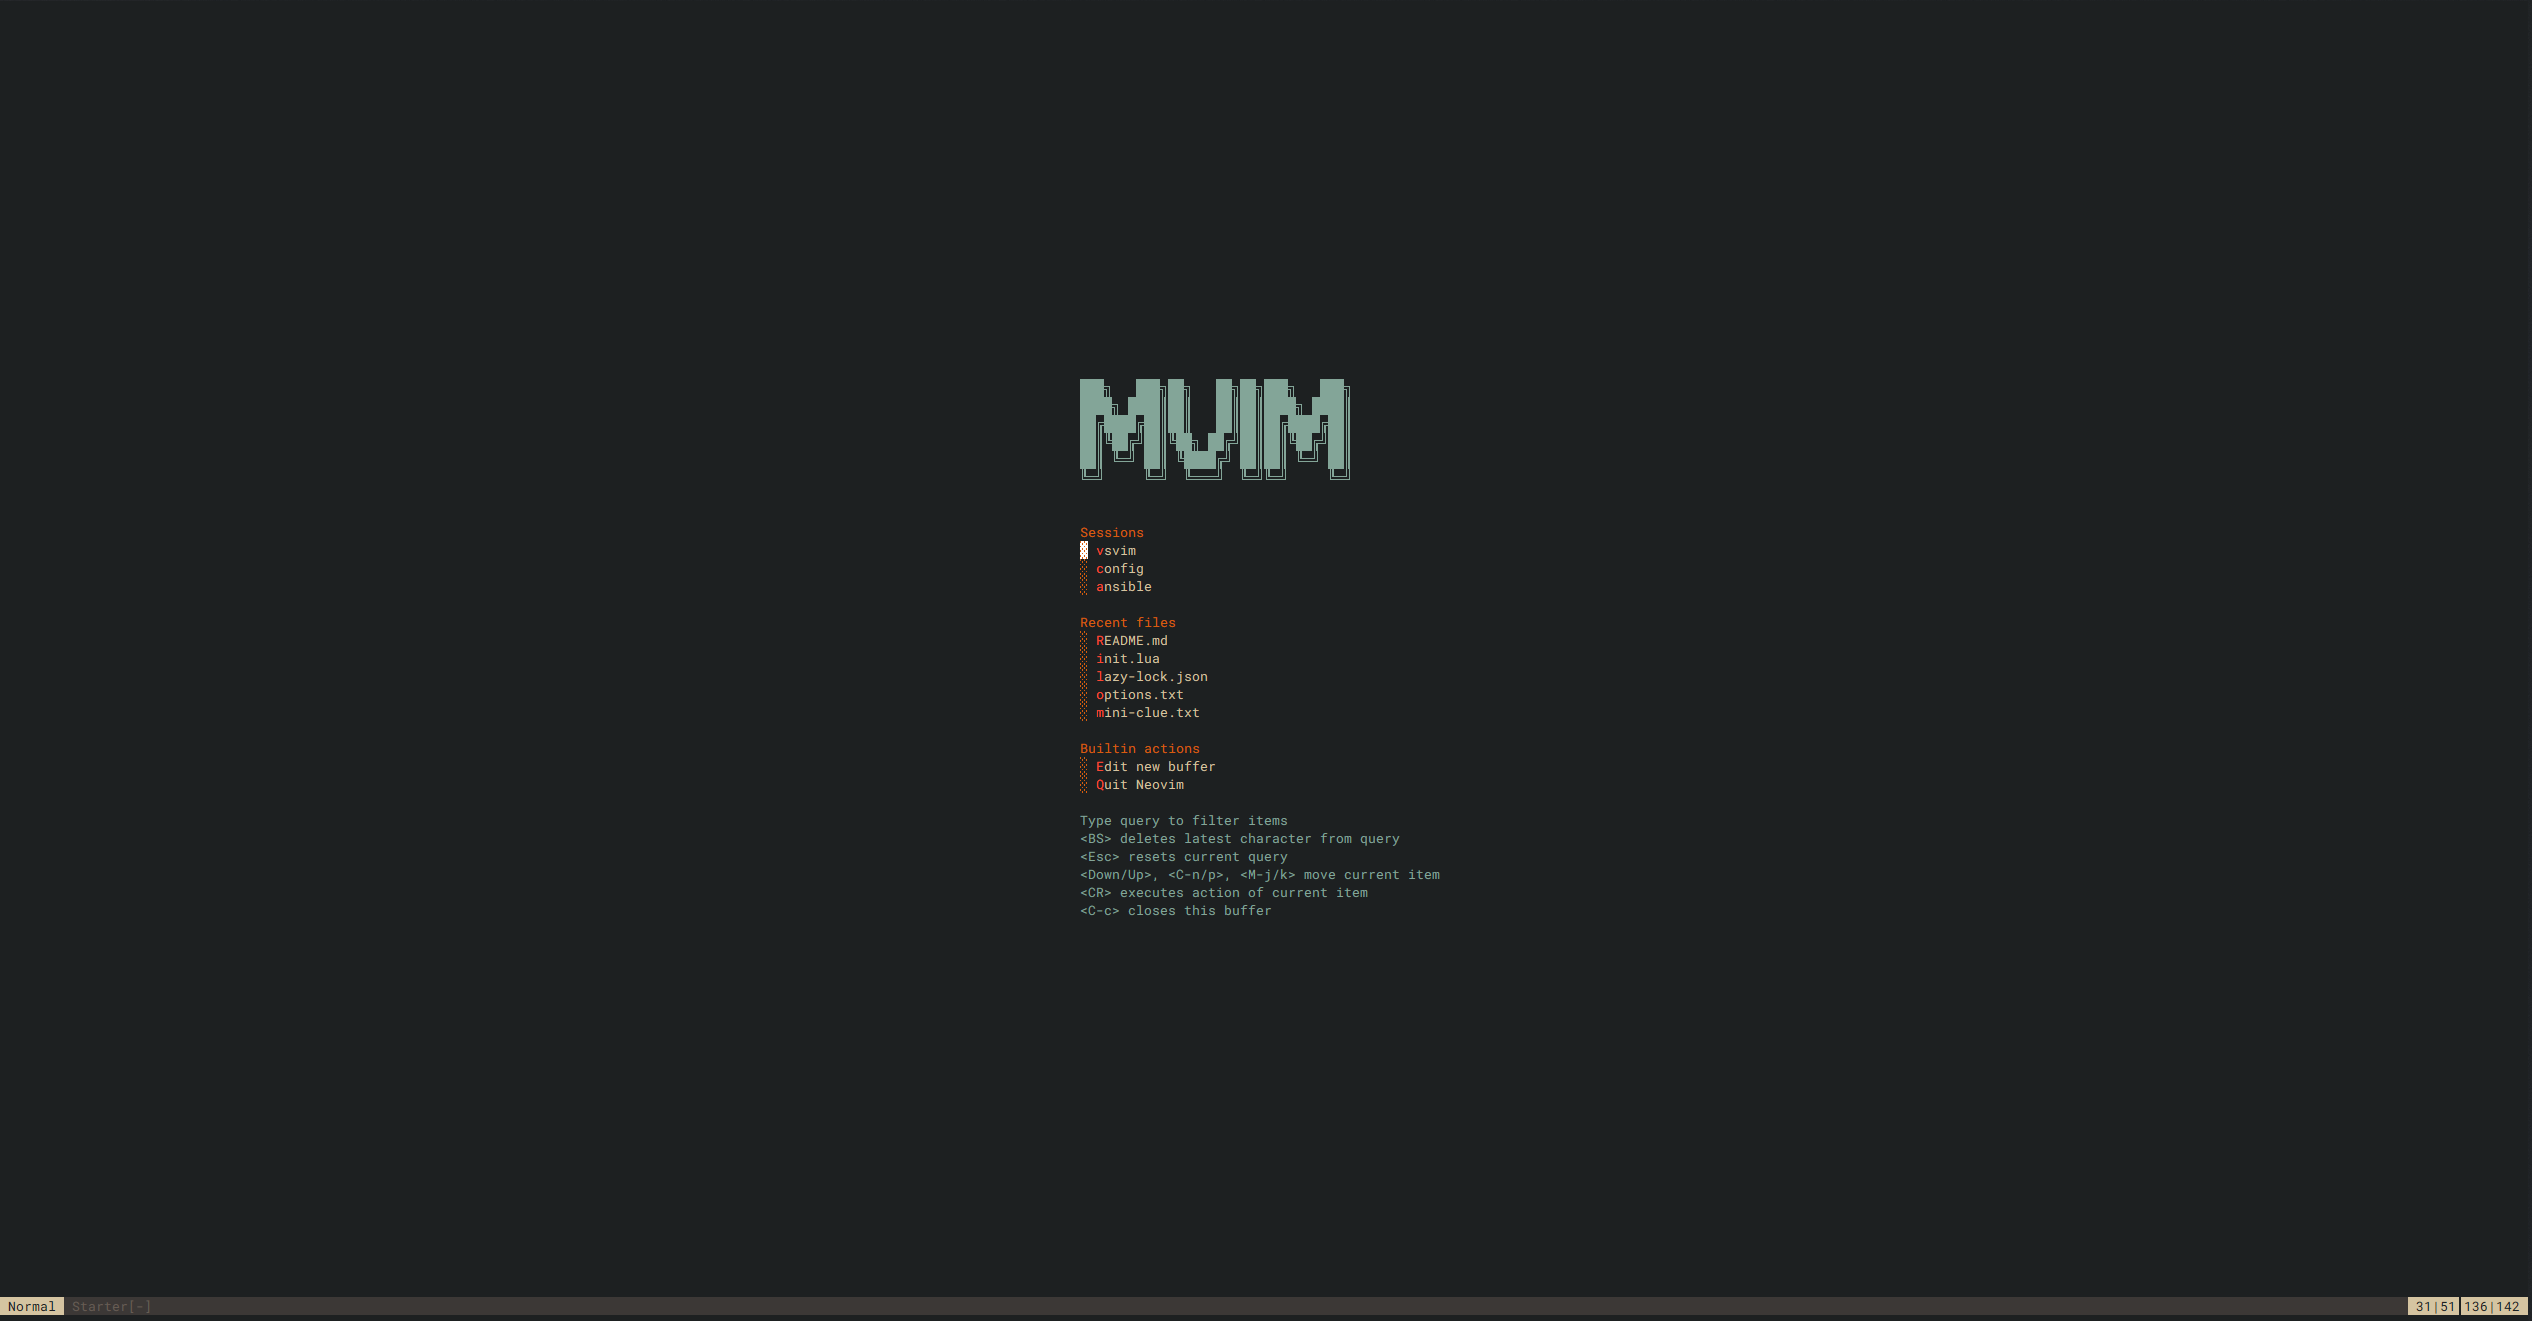 MVIM
Sessions
vsvim
config
ansible
Recent files
README.md
init.lua
lazy-lock.json
options.txt
mini-clue.txt
Builtin actions
Edit new buffer
Quit Neovim
Type query to filter items
<BS> deletes latest character from query
<Esc> resets current query
<Down/Up>, <C-n/p>, <M-j/k> move current item
<CR> executes action of current item
<C-c> closes this buffer
Normal Starter[-] 31|51 136|142